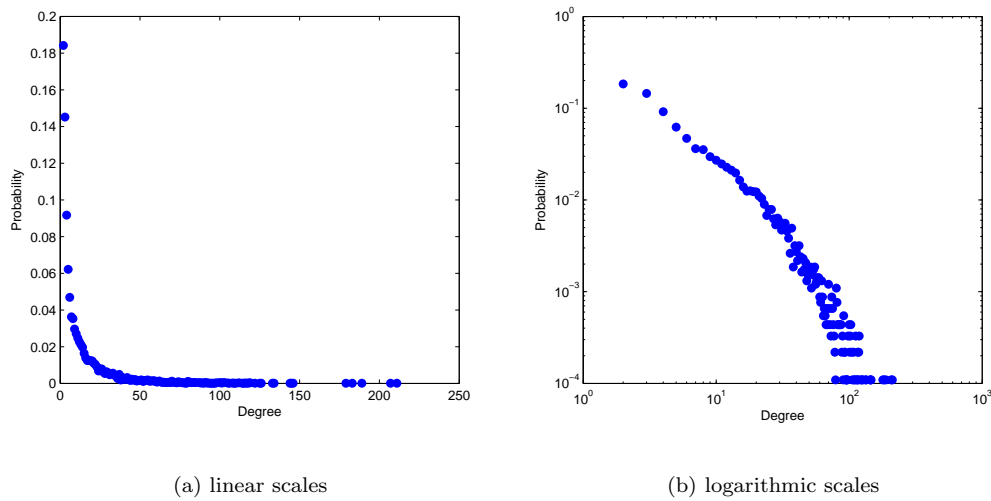 0.2
0.18
0.16
0.14
0.12
0.1
0.08
0.06
0.04
0.02
0
Probability
0 50 100 150 200 250
Degree
(a) linear scales
10^0
10^-1
10^-2
10^-3
10^-4
Probability
10^0 10^1 10^2 10^3
Degree
(b) logarithmic scales